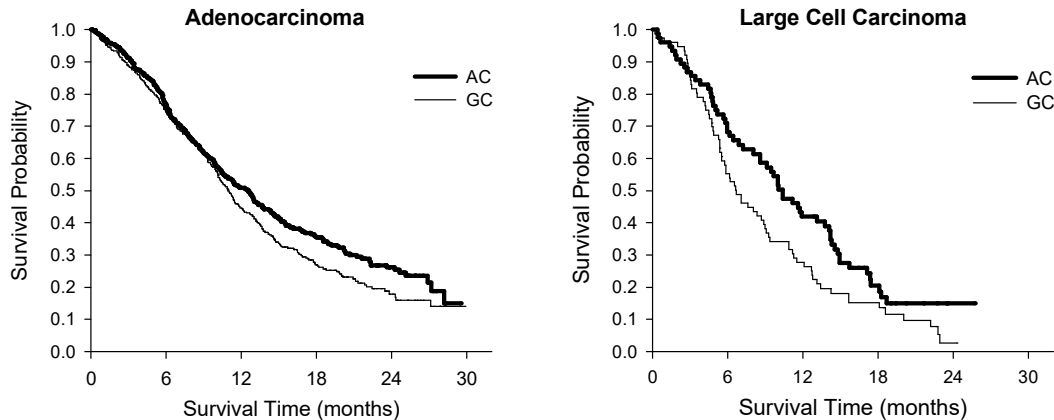 Adenocarcinoma
1.0
0.9
0.8
0.7
0.6
0.5
0.4
0.3
0.2
0.1
0.0
Survival Probability
AC
GC
0 6 12 18 24 30
Survival Time (months)
Large Cell Carcinoma
1.0
0.9
0.8
0.7
0.6
0.5
0.4
0.3
0.2
0.1
0.0
Survival Probability
AC
GC
0 6 12 18 24 30
Survival Time (months)